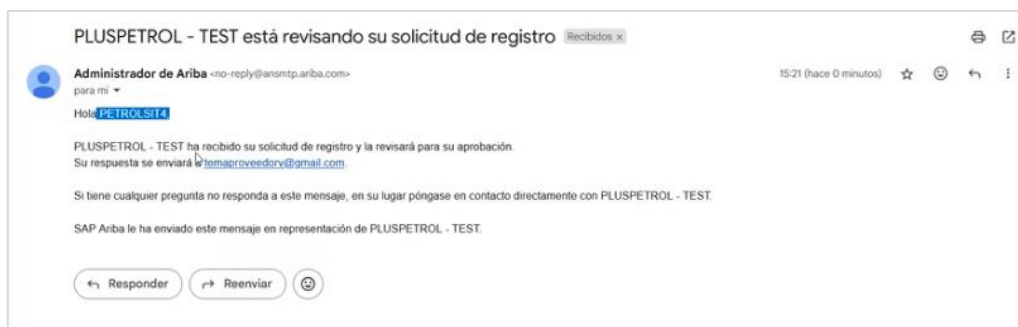 PLUSPETROL - TEST está revisando su solicitud de registro Recibidos x
Administrador de Ariba <no-reply@ansmtp.ariba.com> 15:21 (hace 0 minutos)
para mí
Hola PETROLSIT4,
PLUSPETROL - TEST ha recibido su solicitud de registro y la revisará para su aprobación.
Su respuesta se enviará a temaproveedorv@gmail.com.
Si tiene cualquier pregunta no responda a este mensaje, en su lugar póngase en contacto directamente con PLUSPETROL - TEST.
SAP Ariba le ha enviado este mensaje en representación de PLUSPETROL - TEST.
Responder Reenviar